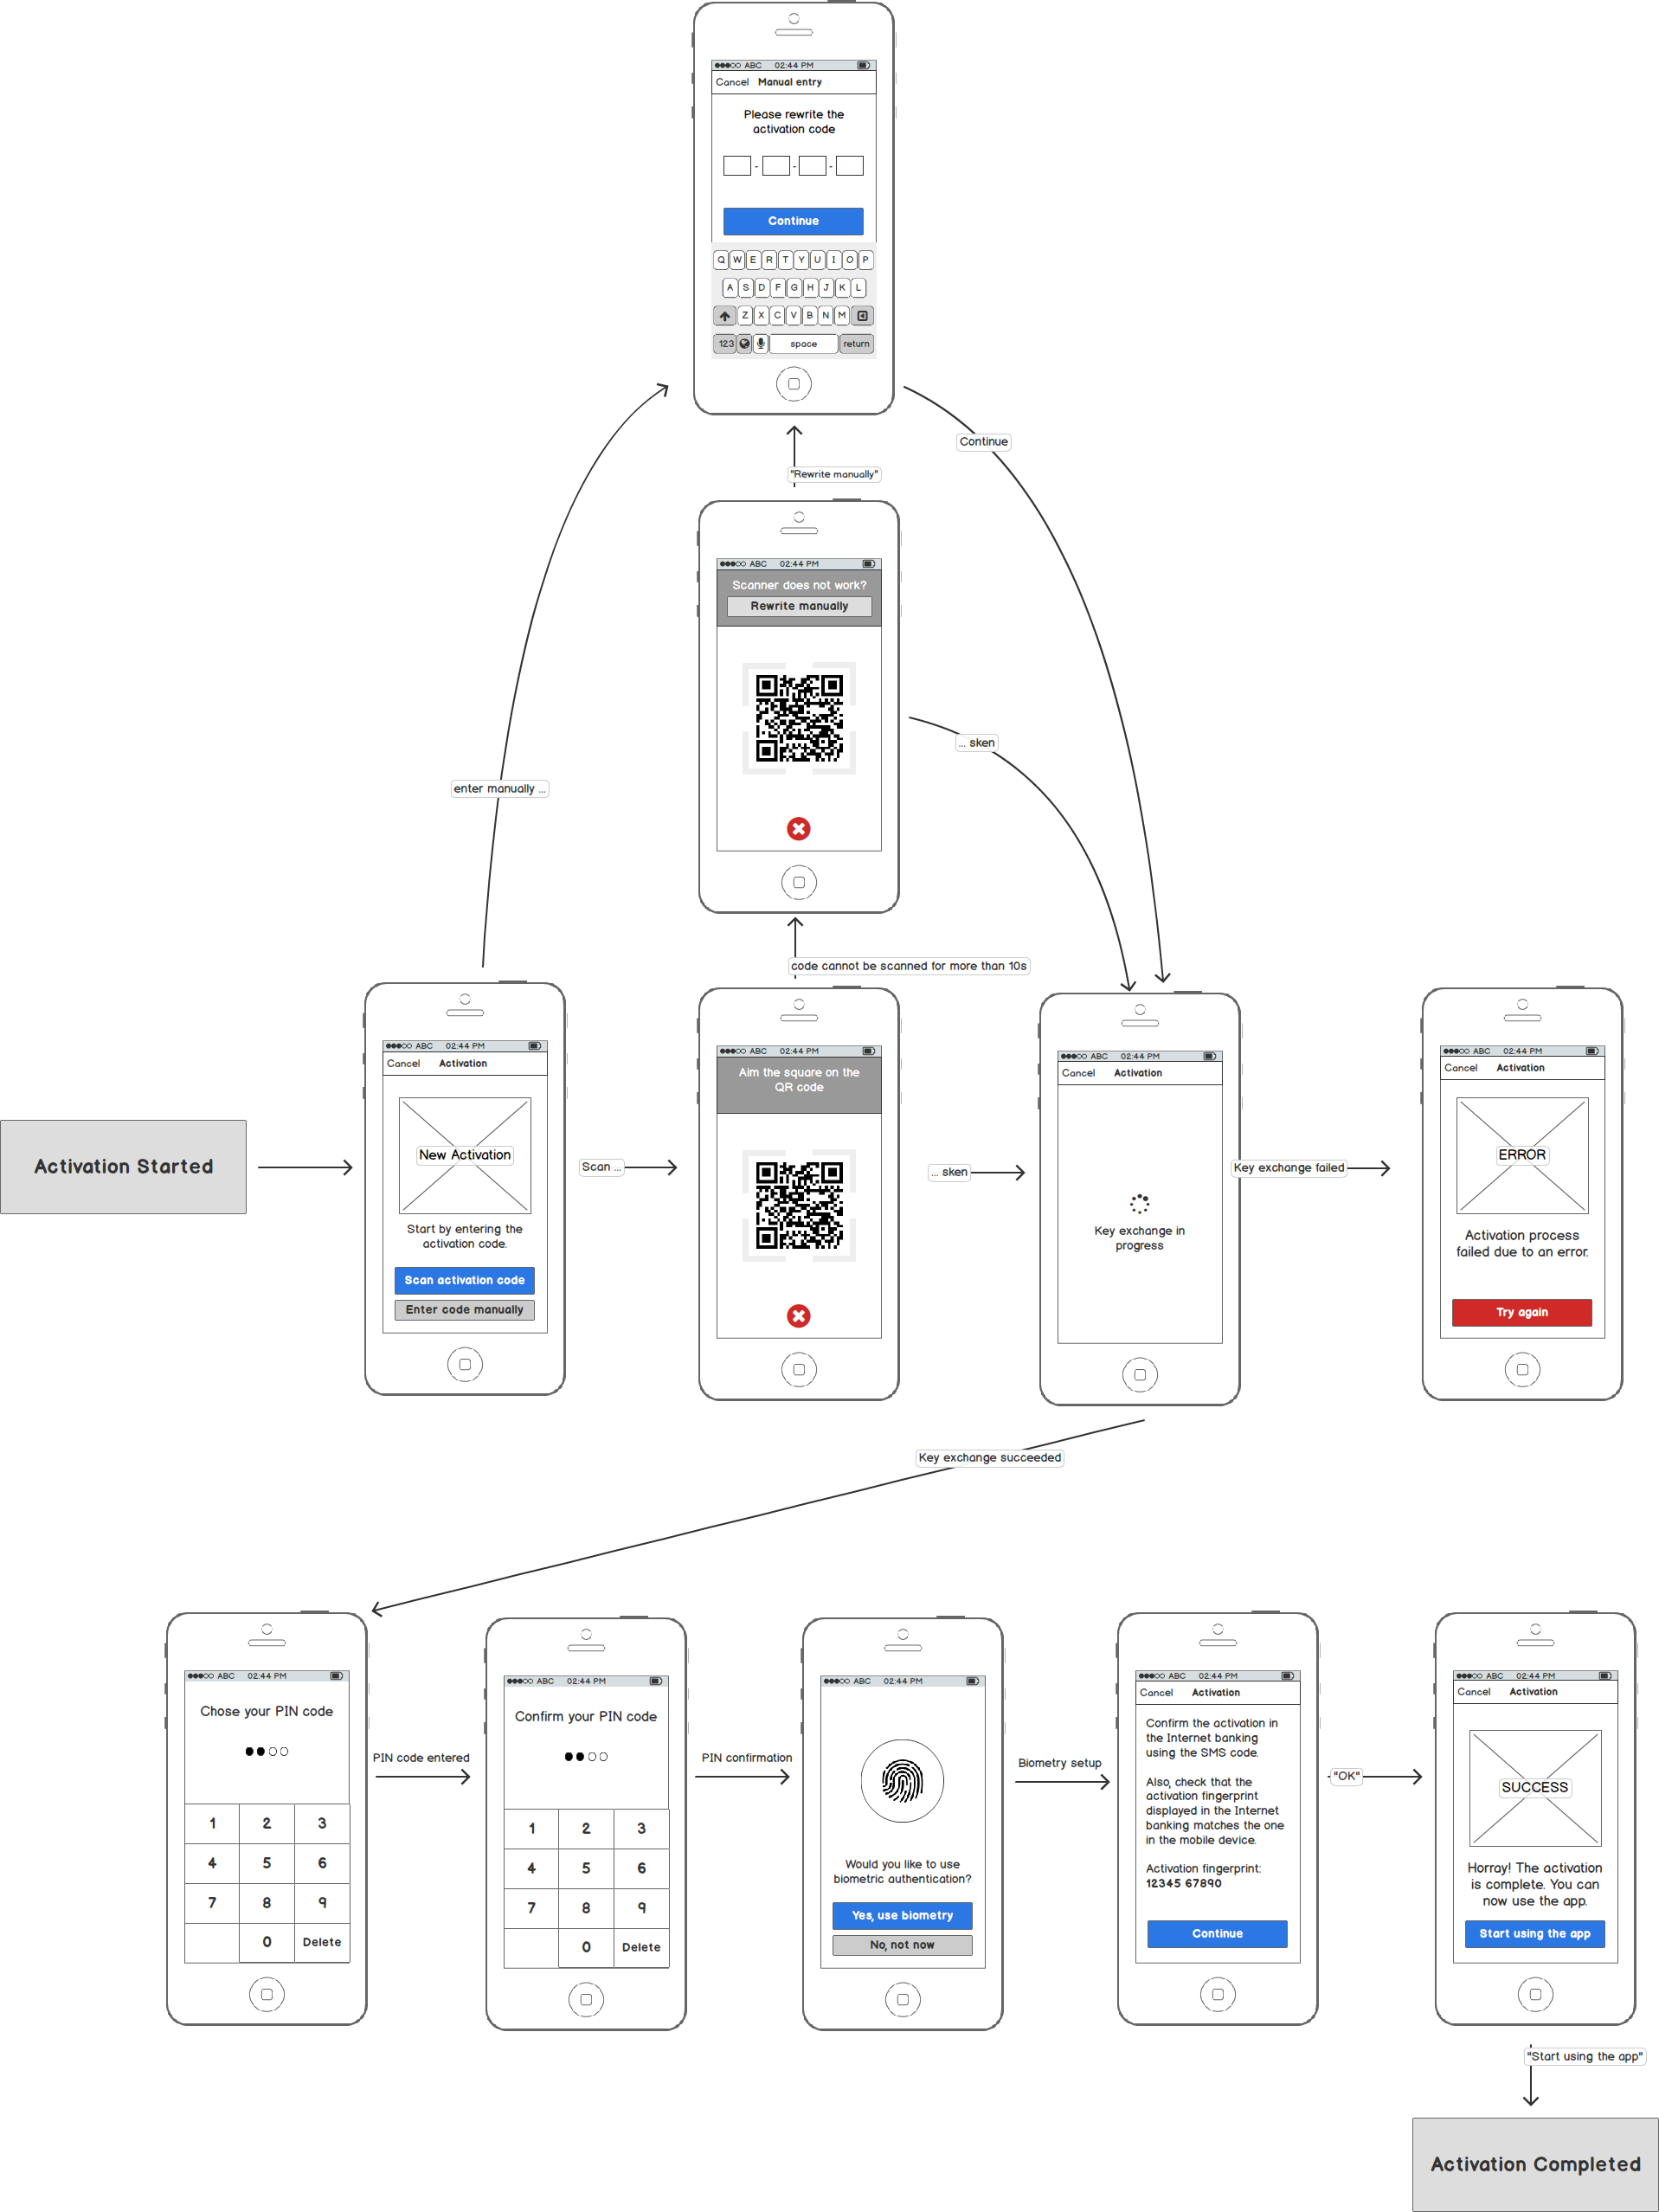 ABC 02:44 PM
Cancel Manual entry
Please rewrite the
activation code
- - -
Continue
Q W E R T Y U I O P
A S D F G H J K L
Z X C V B N M
123 space return
Continue
"Rewrite manually"
ABC 02:44 PM
Scanner does not work?
Rewrite manually
... sken
enter manually ...
code cannot be scanned for more than 10s
Activation Started
ABC 02:44 PM
Cancel Activation
New Activation
Start by entering the
activation code.
Scan activation code
Enter code manually
Scan ...
ABC 02:44 PM
Aim the square on the
QR code
... sken
ABC 02:44 PM
Cancel Activation
Key exchange in
progress
Key exchange failed
ABC 02:44 PM
Cancel Activation
ERROR
Activation process
failed due to an error.
Try again
Key exchange succeeded
ABC 02:44 PM
Chose your PIN code
1 2 3
4 5 6
7 8 9
0 Delete
PIN code entered
ABC 02:44 PM
Confirm your PIN code
1 2 3
4 5 6
7 8 9
0 Delete
PIN confirmation
ABC 02:44 PM
Would you like to use
biometric authentication?
Yes, use biometry
No, not now
Biometry setup
ABC 02:44 PM
Cancel Activation
Confirm the activation in
the Internet banking
using the SMS code.
Also, check that the
activation fingerprint
displayed in the Internet
banking matches the one
in the mobile device.
Activation fingerprint:
12345 67890
Continue
"OK"
ABC 02:44 PM
Cancel Activation
SUCCESS
Horray! The activation
is complete. You can
now use the app.
Start using the app
"Start using the app"
Activation Completed